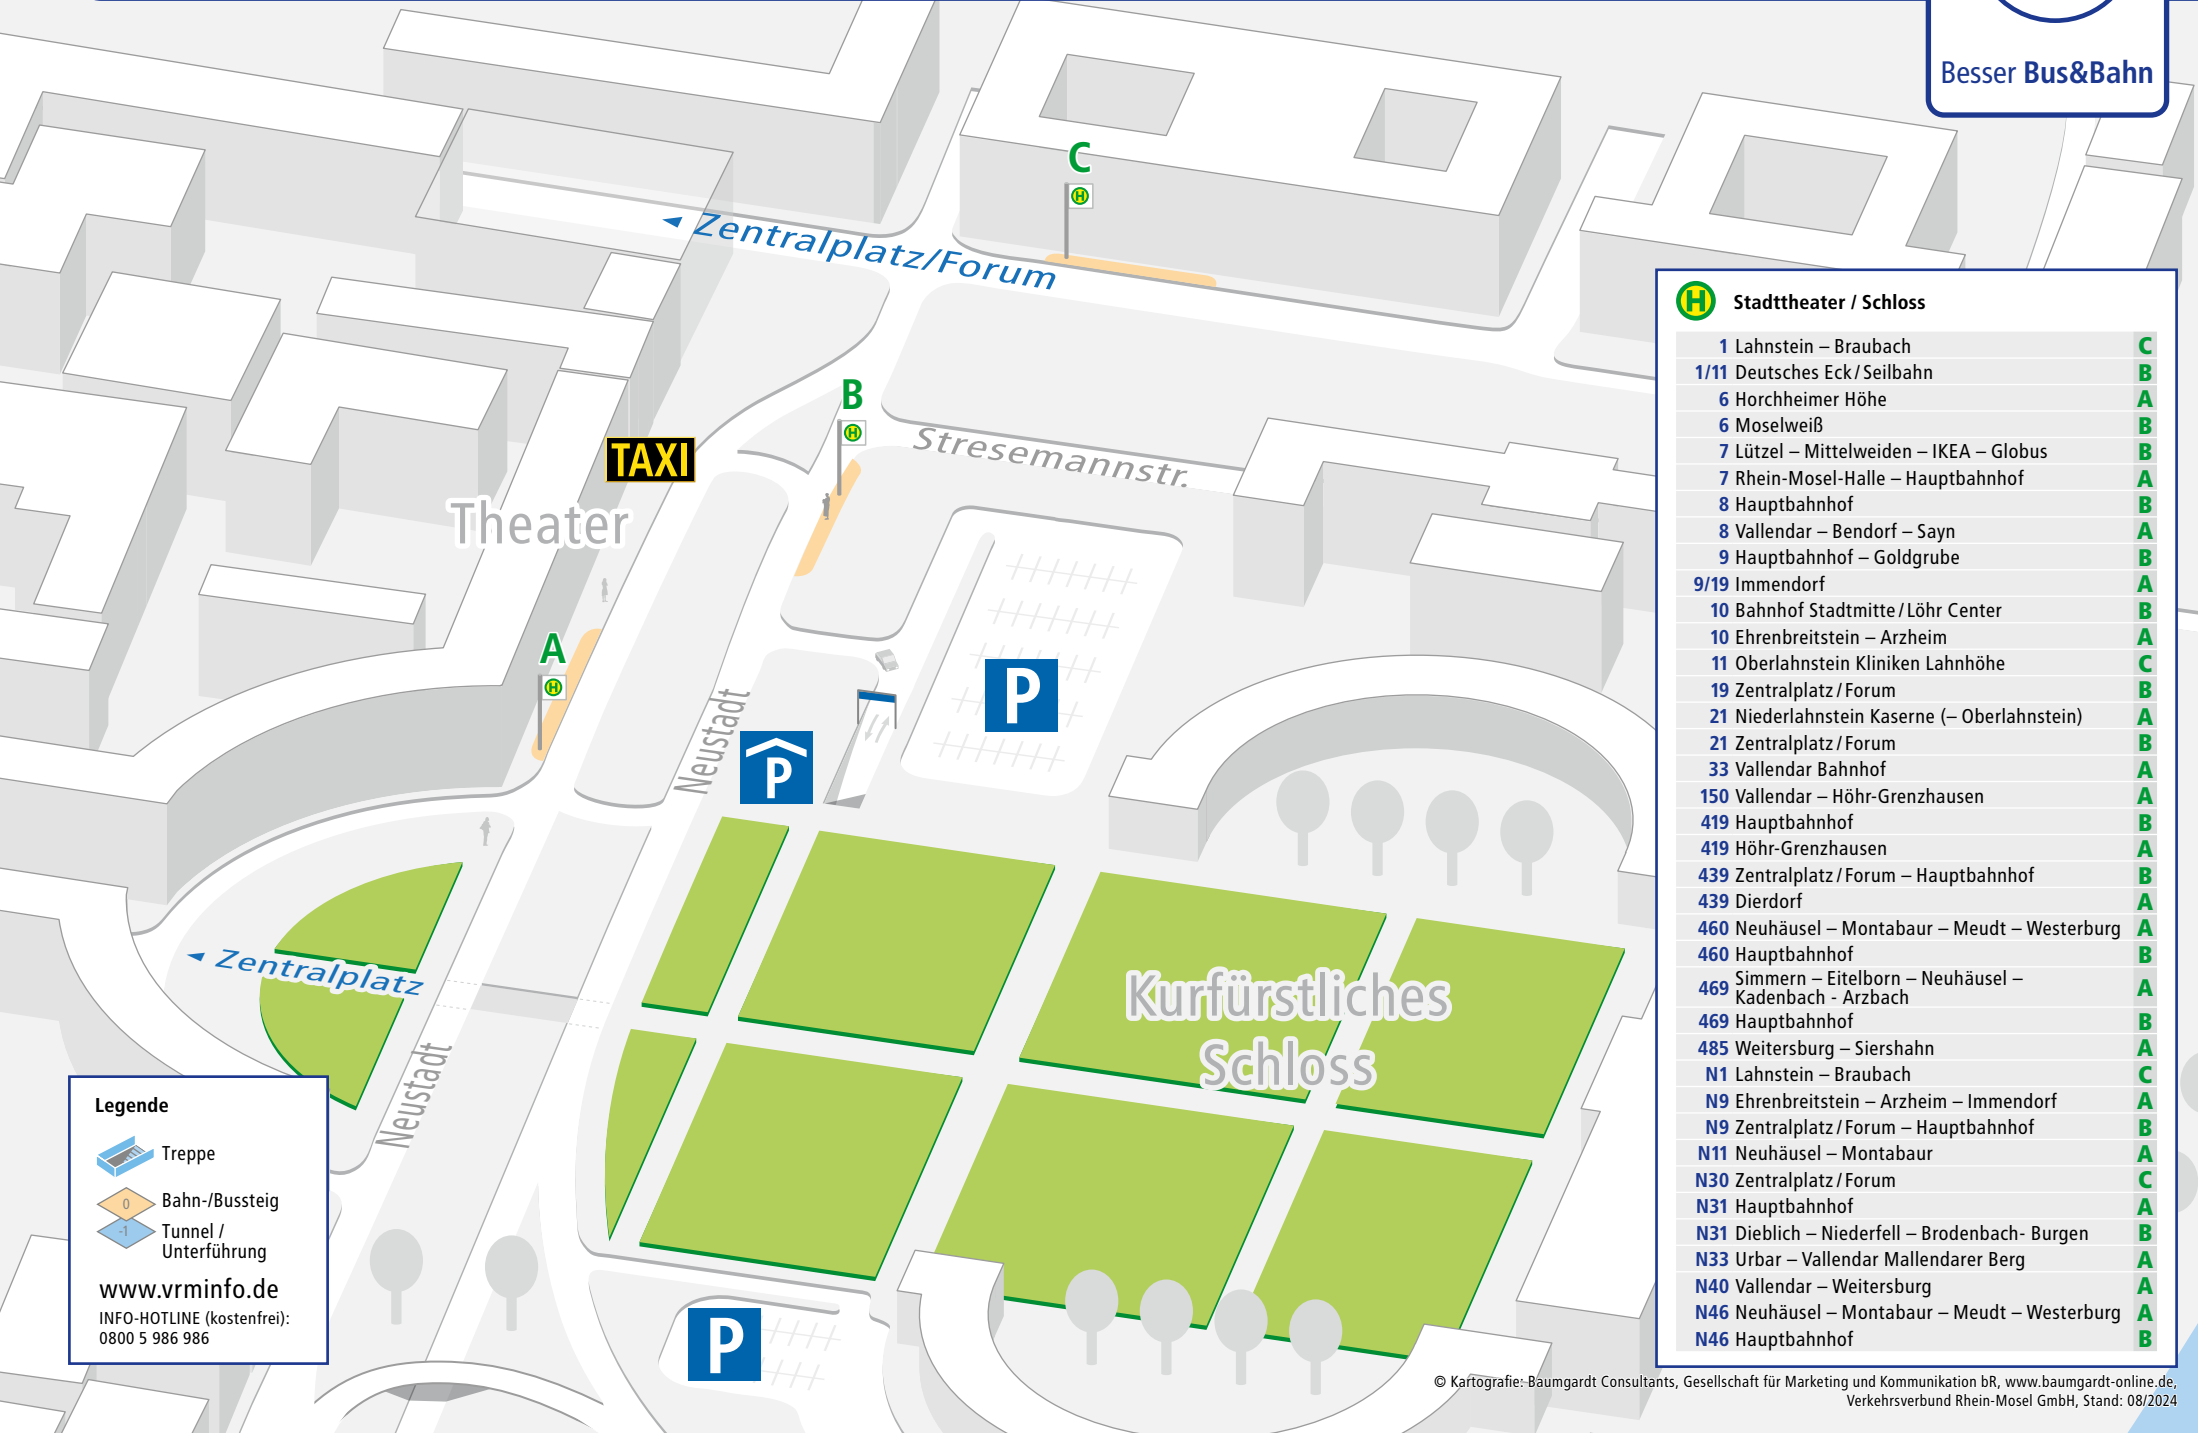 Besser Bus&Bahn
C
H
◄ Zentralplatz/Forum
B
H
TAXI
Stresemannstr.
Theater
A
H
Neustadt
P
P
◄ Zentralplatz
Neustadt
Kurfürstliches
Schloss
P
Legende
Treppe
0 Bahn-/Bussteig
-1 Tunnel /
Unterführung
www.vrminfo.de
INFO-HOTLINE (kostenfrei):
0800 5 986 986
H Stadttheater / Schloss
1 Lahnstein – Braubach C
1/11 Deutsches Eck/Seilbahn B
6 Horchheimer Höhe A
6 Moselweiß B
7 Lützel – Mittelweiden – IKEA – Globus B
7 Rhein-Mosel-Halle – Hauptbahnhof A
8 Hauptbahnhof B
8 Vallendar – Bendorf – Sayn A
9 Hauptbahnhof – Goldgrube B
9/19 Immendorf A
10 Bahnhof Stadtmitte/Löhr Center B
10 Ehrenbreitstein – Arzheim A
11 Oberlahnstein Kliniken Lahnhöhe C
19 Zentralplatz/Forum B
21 Niederlahnstein Kaserne (– Oberlahnstein) A
21 Zentralplatz/Forum B
33 Vallendar Bahnhof A
150 Vallendar – Höhr-Grenzhausen A
419 Hauptbahnhof B
419 Höhr-Grenzhausen A
439 Zentralplatz/Forum – Hauptbahnhof B
439 Dierdorf A
460 Neuhäusel – Montabaur – Meudt – Westerburg A
460 Hauptbahnhof B
469 Simmern – Eitelborn – Neuhäusel –
Kadenbach - Arzbach A
469 Hauptbahnhof B
485 Weitersburg – Siershahn A
N1 Lahnstein – Braubach C
N9 Ehrenbreitstein – Arzheim – Immendorf A
N9 Zentralplatz/Forum – Hauptbahnhof B
N11 Neuhäusel – Montabaur A
N30 Zentralplatz/Forum C
N31 Hauptbahnhof A
N31 Dieblich – Niederfell – Brodenbach- Burgen B
N33 Urbar – Vallendar Mallendarer Berg A
N40 Vallendar – Weitersburg A
N46 Neuhäusel – Montabaur – Meudt – Westerburg A
N46 Hauptbahnhof B
© Kartografie: Baumgardt Consultants, Gesellschaft für Marketing und Kommunikation bR, www.baumgardt-online.de,
Verkehrsverbund Rhein-Mosel GmbH, Stand: 08/2024